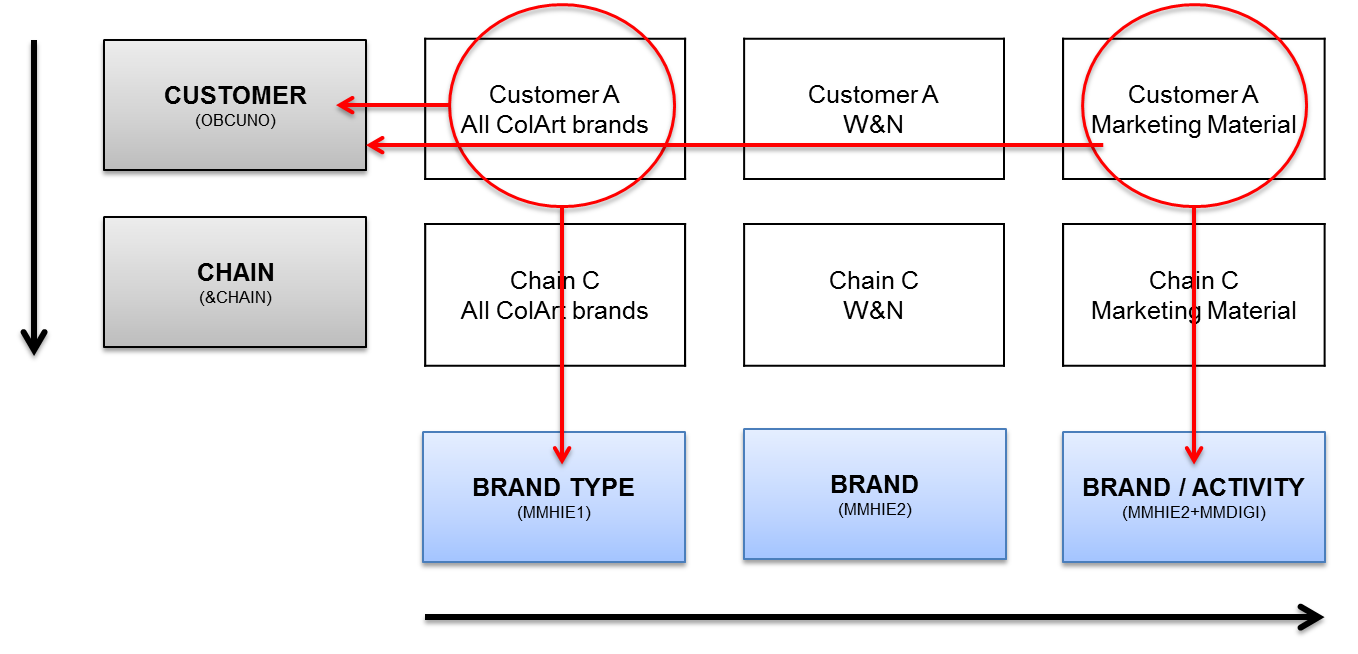 CUSTOMER
(OBCUNO)
Customer A
All ColArt brands
Customer A
W&N
Customer A
Marketing Material
CHAIN
(&CHAIN)
Chain C
All ColArt brands
Chain C
W&N
Chain C
Marketing Material
BRAND TYPE
(MMHIE1)
BRAND
(MMHIE2)
BRAND / ACTIVITY
(MMHIE2+MMDIGI)